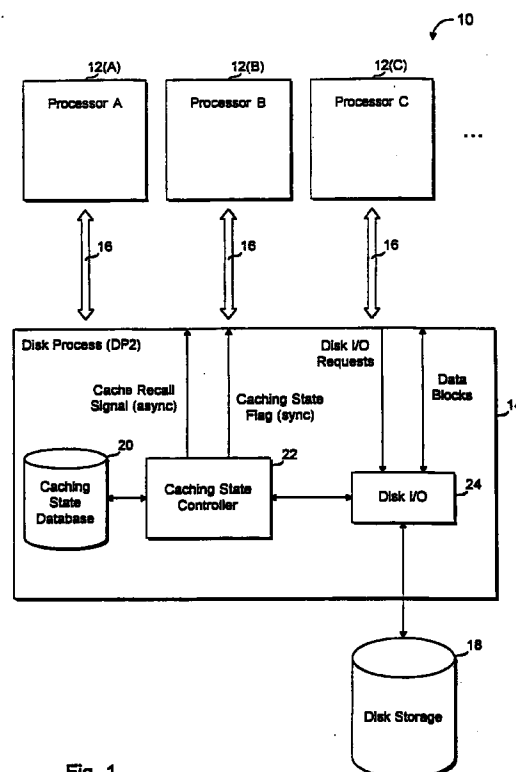 10
12(A)
12(B)
12(C)
Processor A
Processor B
Processor C
...
16
16
16
Disk Process (DP2)
Cache Recall
Signal (async)
Caching State
Flag (sync)
Disk I/O
Requests
Data
Blocks
14
20
22
24
Caching
State
Database
Caching State
Controller
Disk I/O
18
Disk Storage
Fig. 1